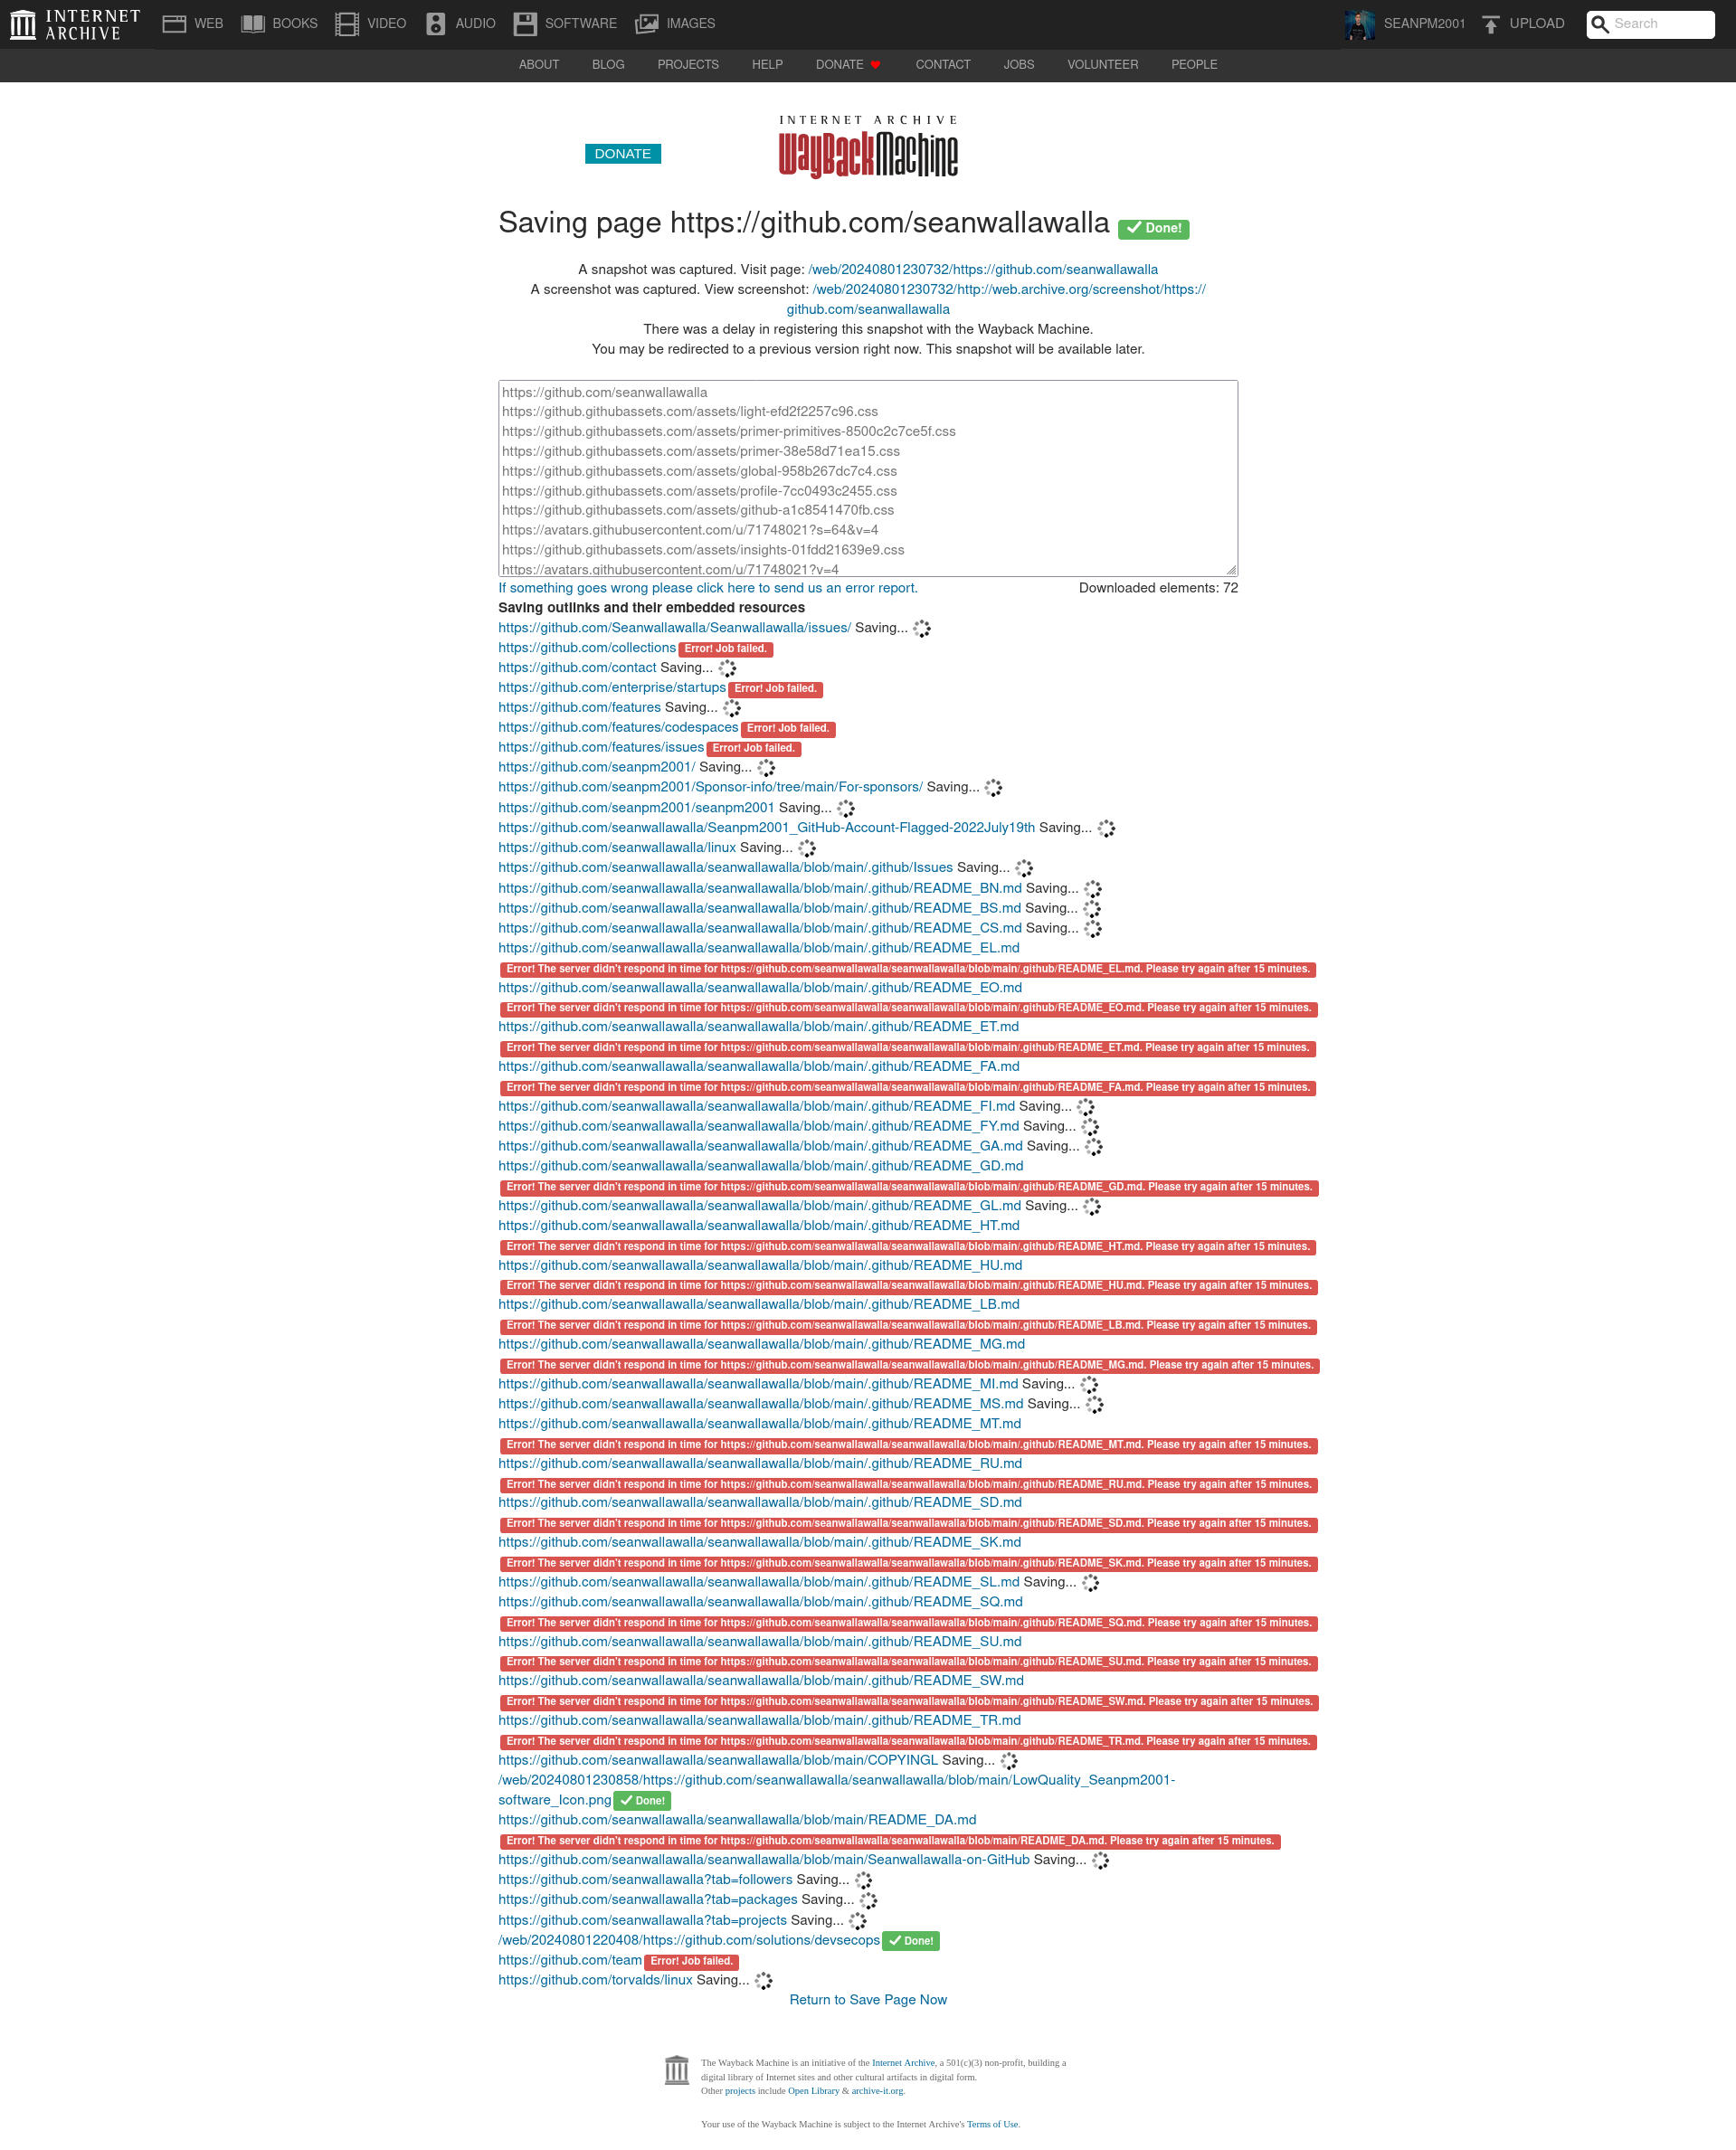 INTERNET ARCHIVE
WEB BOOKS VIDEO AUDIO SOFTWARE IMAGES SEANPM2001 UPLOAD Search
ABOUT BLOG PROJECTS HELP DONATE CONTACT JOBS VOLUNTEER PEOPLE
INTERNET ARCHIVE
WayBackMachine
DONATE
Saving page https://github.com/seanwallawalla Done!
A snapshot was captured. Visit page: /web/20240801230732/https://github.com/seanwallawalla
A screenshot was captured. View screenshot: /web/20240801230732/http://web.archive.org/screenshot/https://
github.com/seanwallawalla
There was a delay in registering this snapshot with the Wayback Machine.
You may be redirected to a previous version right now. This snapshot will be available later.
https://github.com/seanwallawalla
https://github.githubassets.com/assets/light-efd2f2257c96.css
https://github.githubassets.com/assets/primer-primitives-8500c2c7ce5f.css
https://github.githubassets.com/assets/primer-38e58d71ea15.css
https://github.githubassets.com/assets/global-958b267dc7c4.css
https://github.githubassets.com/assets/profile-7cc0493c2455.css
https://github.githubassets.com/assets/github-a1c8541470fb.css
https://avatars.githubusercontent.com/u/71748021?s=64&v=4
https://github.githubassets.com/assets/insights-01fdd21639e9.css
https://avatars.githubusercontent.com/u/71748021?v=4
If something goes wrong please click here to send us an error report. Downloaded elements: 72
Saving outlinks and their embedded resources
https://github.com/Seanwallawalla/Seanwallawalla/issues/ Saving...
https://github.com/collections Error! Job failed.
https://github.com/contact Saving...
https://github.com/enterprise/startups Error! Job failed.
https://github.com/features Saving...
https://github.com/features/codespaces Error! Job failed.
https://github.com/features/issues Error! Job failed.
https://github.com/seanpm2001/ Saving...
https://github.com/seanpm2001/Sponsor-info/tree/main/For-sponsors/ Saving...
https://github.com/seanpm2001/seanpm2001 Saving...
https://github.com/seanwallawalla/Seanpm2001_GitHub-Account-Flagged-2022July19th Saving...
https://github.com/seanwallawalla/linux Saving...
https://github.com/seanwallawalla/seanwallawalla/blob/main/.github/Issues Saving...
https://github.com/seanwallawalla/seanwallawalla/blob/main/.github/README_BN.md Saving...
https://github.com/seanwallawalla/seanwallawalla/blob/main/.github/README_BS.md Saving...
https://github.com/seanwallawalla/seanwallawalla/blob/main/.github/README_CS.md Saving...
https://github.com/seanwallawalla/seanwallawalla/blob/main/.github/README_EL.md
Error! The server didn't respond in time for https://github.com/seanwallawalla/seanwallawalla/blob/main/.github/README_EL.md. Please try again after 15 minutes.
https://github.com/seanwallawalla/seanwallawalla/blob/main/.github/README_EO.md
Error! The server didn't respond in time for https://github.com/seanwallawalla/seanwallawalla/blob/main/.github/README_EO.md. Please try again after 15 minutes.
https://github.com/seanwallawalla/seanwallawalla/blob/main/.github/README_ET.md
Error! The server didn't respond in time for https://github.com/seanwallawalla/seanwallawalla/blob/main/.github/README_ET.md. Please try again after 15 minutes.
https://github.com/seanwallawalla/seanwallawalla/blob/main/.github/README_FA.md
Error! The server didn't respond in time for https://github.com/seanwallawalla/seanwallawalla/blob/main/.github/README_FA.md. Please try again after 15 minutes.
https://github.com/seanwallawalla/seanwallawalla/blob/main/.github/README_FI.md Saving...
https://github.com/seanwallawalla/seanwallawalla/blob/main/.github/README_FY.md Saving...
https://github.com/seanwallawalla/seanwallawalla/blob/main/.github/README_GA.md Saving...
https://github.com/seanwallawalla/seanwallawalla/blob/main/.github/README_GD.md
Error! The server didn't respond in time for https://github.com/seanwallawalla/seanwallawalla/blob/main/.github/README_GD.md. Please try again after 15 minutes.
https://github.com/seanwallawalla/seanwallawalla/blob/main/.github/README_GL.md Saving...
https://github.com/seanwallawalla/seanwallawalla/blob/main/.github/README_HT.md
Error! The server didn't respond in time for https://github.com/seanwallawalla/seanwallawalla/blob/main/.github/README_HT.md. Please try again after 15 minutes.
https://github.com/seanwallawalla/seanwallawalla/blob/main/.github/README_HU.md
Error! The server didn't respond in time for https://github.com/seanwallawalla/seanwallawalla/blob/main/.github/README_HU.md. Please try again after 15 minutes.
https://github.com/seanwallawalla/seanwallawalla/blob/main/.github/README_LB.md
Error! The server didn't respond in time for https://github.com/seanwallawalla/seanwallawalla/blob/main/.github/README_LB.md. Please try again after 15 minutes.
https://github.com/seanwallawalla/seanwallawalla/blob/main/.github/README_MG.md
Error! The server didn't respond in time for https://github.com/seanwallawalla/seanwallawalla/blob/main/.github/README_MG.md. Please try again after 15 minutes.
https://github.com/seanwallawalla/seanwallawalla/blob/main/.github/README_MI.md Saving...
https://github.com/seanwallawalla/seanwallawalla/blob/main/.github/README_MS.md Saving...
https://github.com/seanwallawalla/seanwallawalla/blob/main/.github/README_MT.md
Error! The server didn't respond in time for https://github.com/seanwallawalla/seanwallawalla/blob/main/.github/README_MT.md. Please try again after 15 minutes.
https://github.com/seanwallawalla/seanwallawalla/blob/main/.github/README_RU.md
Error! The server didn't respond in time for https://github.com/seanwallawalla/seanwallawalla/blob/main/.github/README_RU.md. Please try again after 15 minutes.
https://github.com/seanwallawalla/seanwallawalla/blob/main/.github/README_SD.md
Error! The server didn't respond in time for https://github.com/seanwallawalla/seanwallawalla/blob/main/.github/README_SD.md. Please try again after 15 minutes.
https://github.com/seanwallawalla/seanwallawalla/blob/main/.github/README_SK.md
Error! The server didn't respond in time for https://github.com/seanwallawalla/seanwallawalla/blob/main/.github/README_SK.md. Please try again after 15 minutes.
https://github.com/seanwallawalla/seanwallawalla/blob/main/.github/README_SL.md Saving...
https://github.com/seanwallawalla/seanwallawalla/blob/main/.github/README_SQ.md
Error! The server didn't respond in time for https://github.com/seanwallawalla/seanwallawalla/blob/main/.github/README_SQ.md. Please try again after 15 minutes.
https://github.com/seanwallawalla/seanwallawalla/blob/main/.github/README_SU.md
Error! The server didn't respond in time for https://github.com/seanwallawalla/seanwallawalla/blob/main/.github/README_SU.md. Please try again after 15 minutes.
https://github.com/seanwallawalla/seanwallawalla/blob/main/.github/README_SW.md
Error! The server didn't respond in time for https://github.com/seanwallawalla/seanwallawalla/blob/main/.github/README_SW.md. Please try again after 15 minutes.
https://github.com/seanwallawalla/seanwallawalla/blob/main/.github/README_TR.md
Error! The server didn't respond in time for https://github.com/seanwallawalla/seanwallawalla/blob/main/.github/README_TR.md. Please try again after 15 minutes.
https://github.com/seanwallawalla/seanwallawalla/blob/main/COPYINGL Saving...
/web/20240801230858/https://github.com/seanwallawalla/seanwallawalla/blob/main/LowQuality_Seanpm2001-
software_Icon.png Done!
https://github.com/seanwallawalla/seanwallawalla/blob/main/README_DA.md
Error! The server didn't respond in time for https://github.com/seanwallawalla/seanwallawalla/blob/main/README_DA.md. Please try again after 15 minutes.
https://github.com/seanwallawalla/seanwallawalla/blob/main/Seanwallawalla-on-GitHub Saving...
https://github.com/seanwallawalla?tab=followers Saving...
https://github.com/seanwallawalla?tab=packages Saving...
https://github.com/seanwallawalla?tab=projects Saving...
/web/20240801220408/https://github.com/solutions/devsecops Done!
https://github.com/team Error! Job failed.
https://github.com/torvalds/linux Saving...
Return to Save Page Now
The Wayback Machine is an initiative of the Internet Archive, a 501(c)(3) non-profit, building a
digital library of Internet sites and other cultural artifacts in digital form.
Other projects include Open Library & archive-it.org.
Your use of the Wayback Machine is subject to the Internet Archive's Terms of Use.